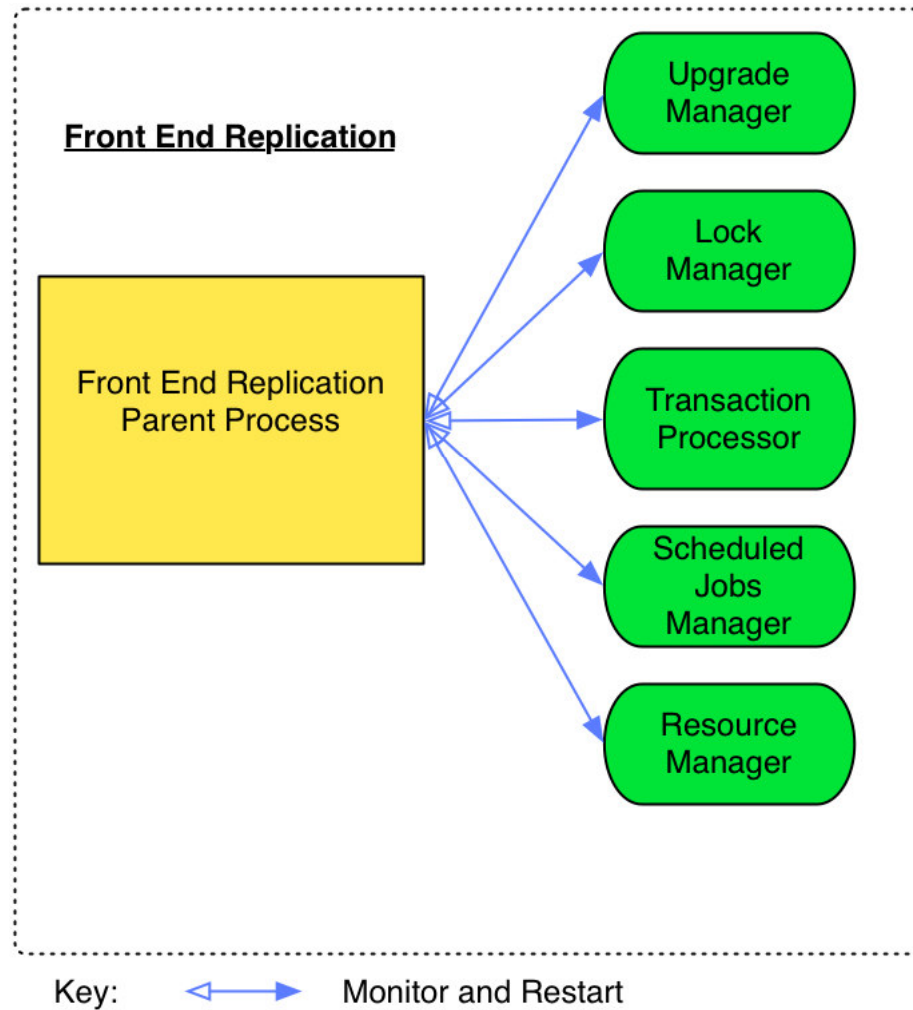 Front End Replication
Front End Replication
Parent Process
Upgrade
Manager
Lock
Manager
Transaction
Processor
Scheduled
Jobs
Manager
Resource
Manager
Key:
Monitor and Restart